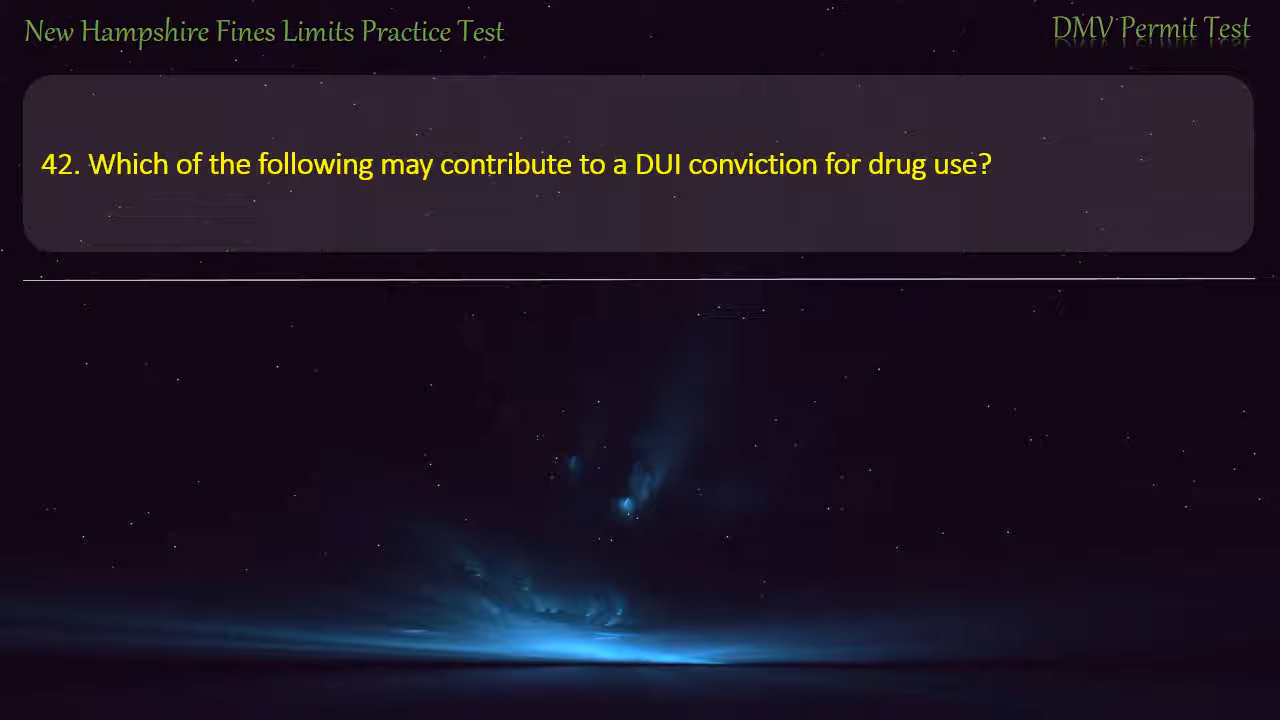 New Hampshire Fines Limits Practice Test
DMV Permit Test
42. Which of the following may contribute to a DUI conviction for drug use?